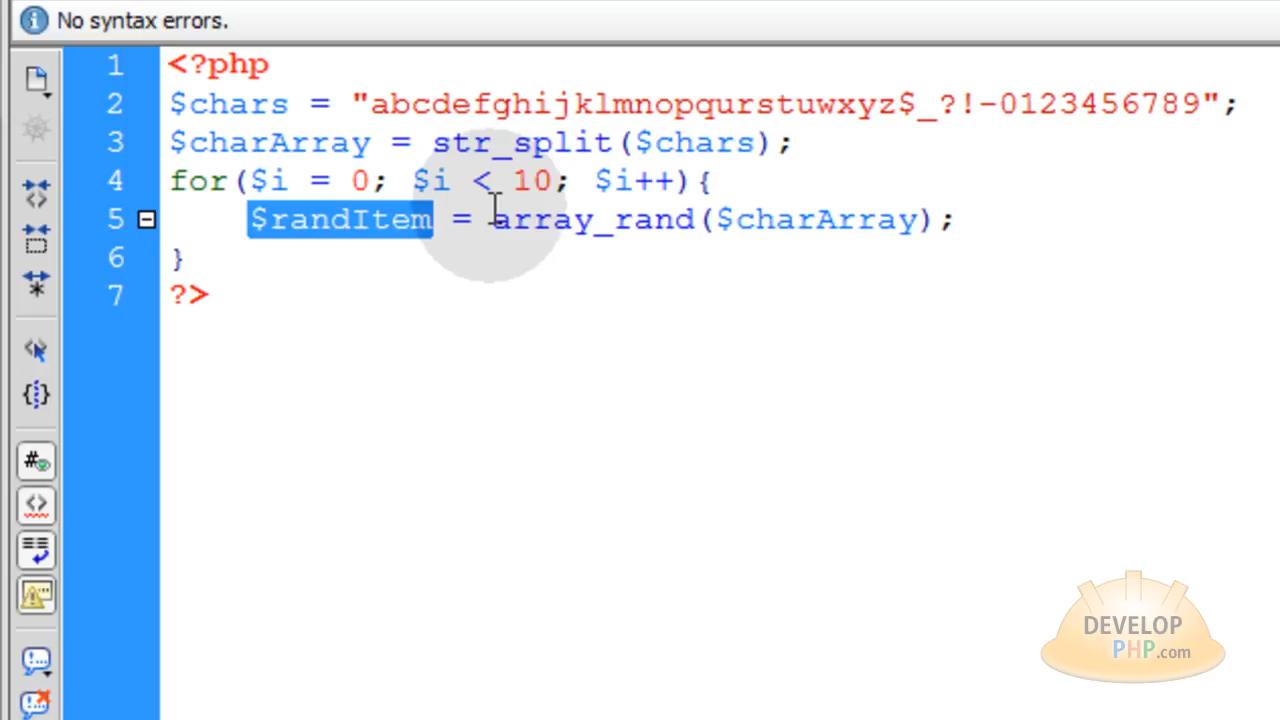 No syntax errors.
1 <?php
2 $chars = "abcdefghijklmnopqurstuwxyz$_?!-0123456789";
3 $charArray = str_split($chars);
4 for($i = 0; $i < 10; $i++){
5 $randItem = array_rand($charArray);
6 }
7 ?>
DEVELOP
PHP.com